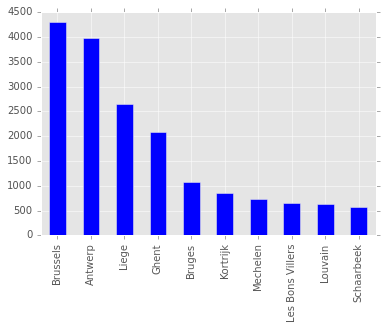 4500
4000
3500
3000
2500
2000
1500
1000
500
0
Brussels
Antwerp
Liege
Ghent
Bruges
Kortrijk
Mechelen
Les Bons Villers
Louvain
Schaarbeek